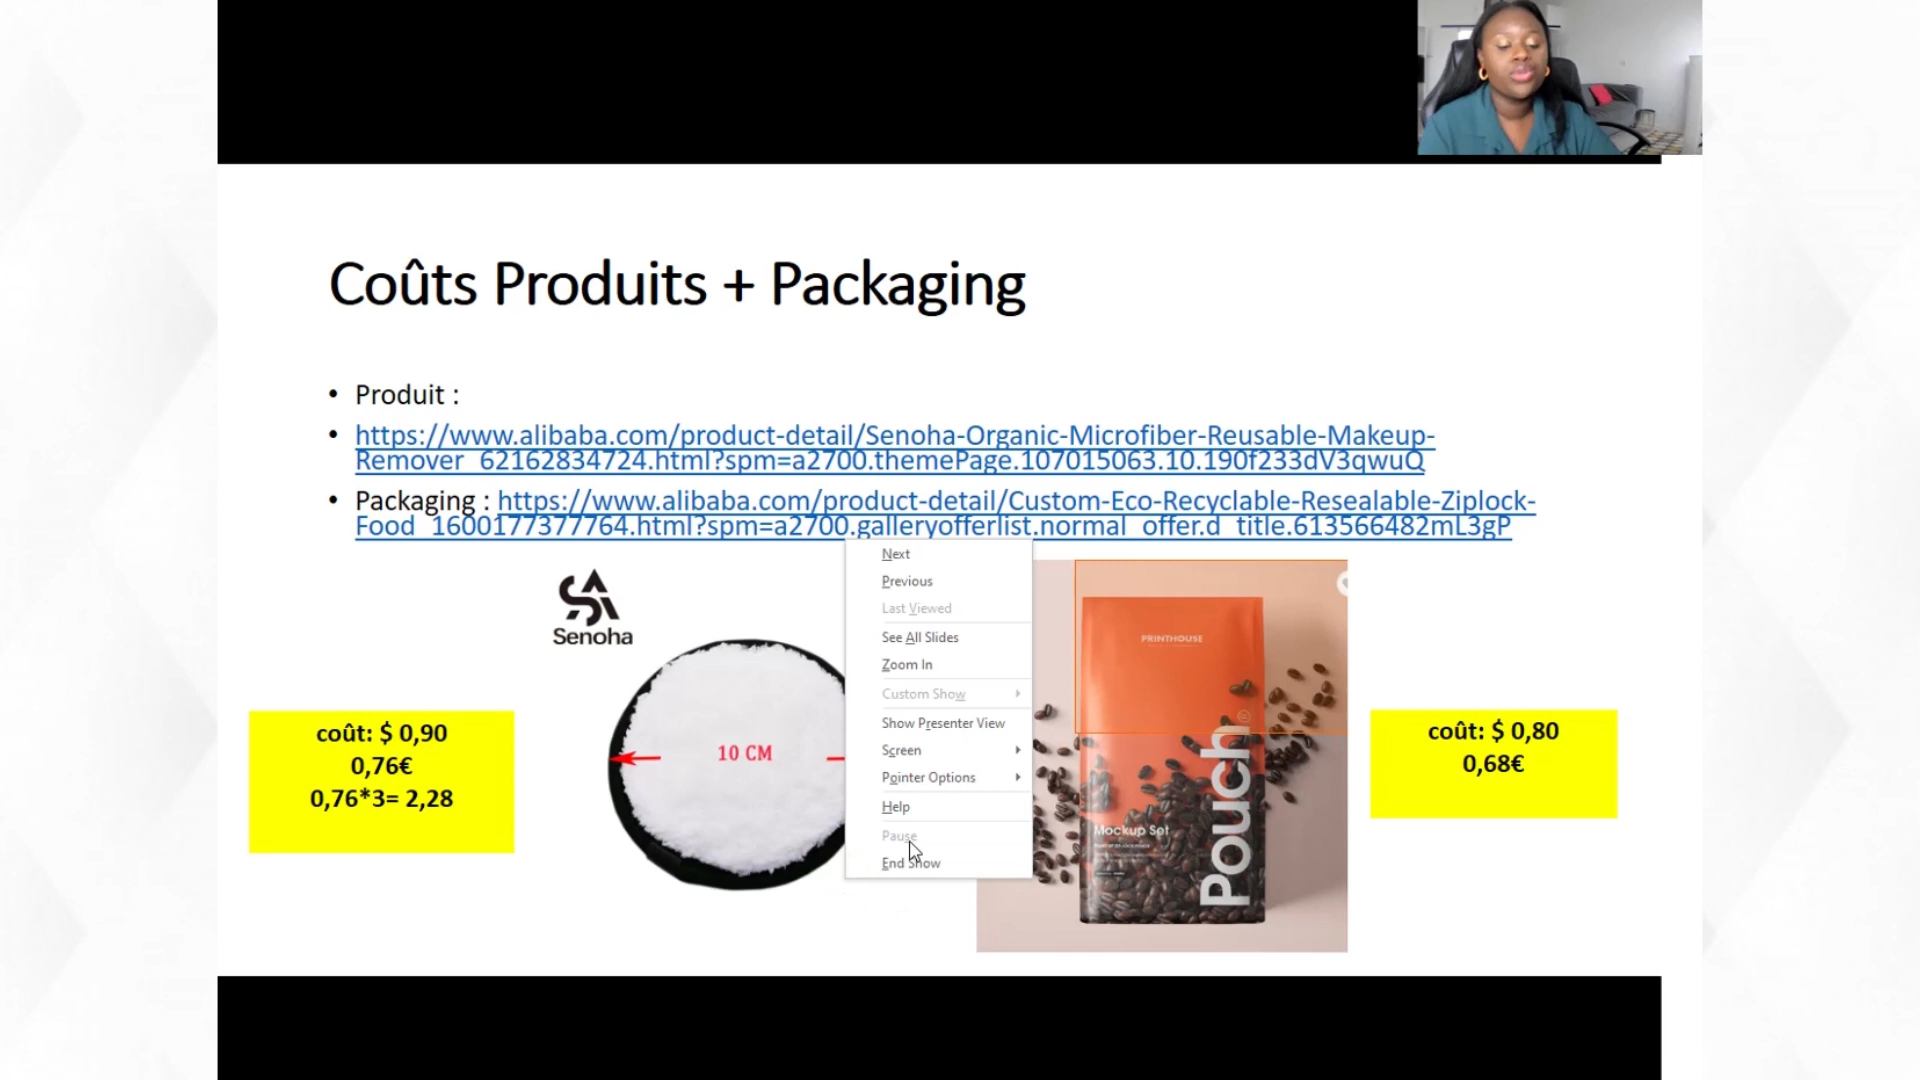 Coûts Produits + Packaging
• Produit :
• https://www.alibaba.com/product-detail/Senoha-Organic-Microfiber-Reusable-Makeup-
Remover_62162834724.html?spm=a2700.themePage.107015063.10.190f233dV3qwuQ
• Packaging : https://www.alibaba.com/product-detail/Custom-Eco-Recyclable-Resealable-Ziplock-
Food_1600177377764.html?spm=a2700.galleryofferlist.normal_offer.d_title.613566482mL3gP
Senoha
10 CM
coût: $ 0,90
0,76€
0,76*3= 2,28
Next
Previous
Last Viewed
See All Slides
Zoom In
Custom Show
Show Presenter View
Screen
Pointer Options
Help
Pause
End Show
PRINTHOUSE
Pouch
Mockup Set
coût: $ 0,80
0,68€